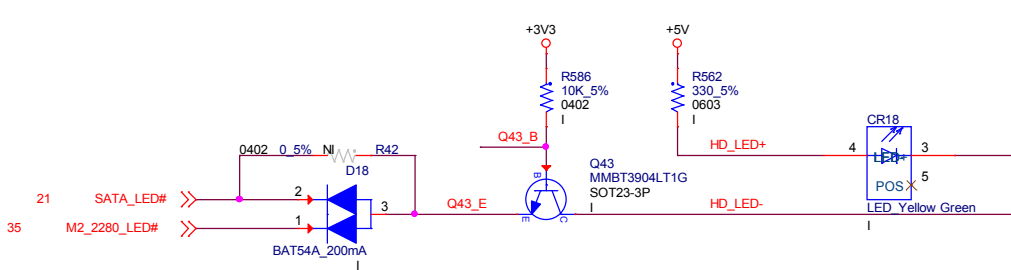 +3V3
+5V
R586
10K_5%
0402
I
R562
330_5%
0603
I
CR18
Q43_B
HD_LED+
4
LED+
3
0402 0_5% NI R42
D18
B
Q43
MMBT3904LT1G
SOT23-3P
I
5
POS
21 SATA_LED#
2
3
Q43_E
E
C
HD_LED-
LED_Yellow Green
I
35 M2_2280_LED#
1
BAT54A_200mA
I